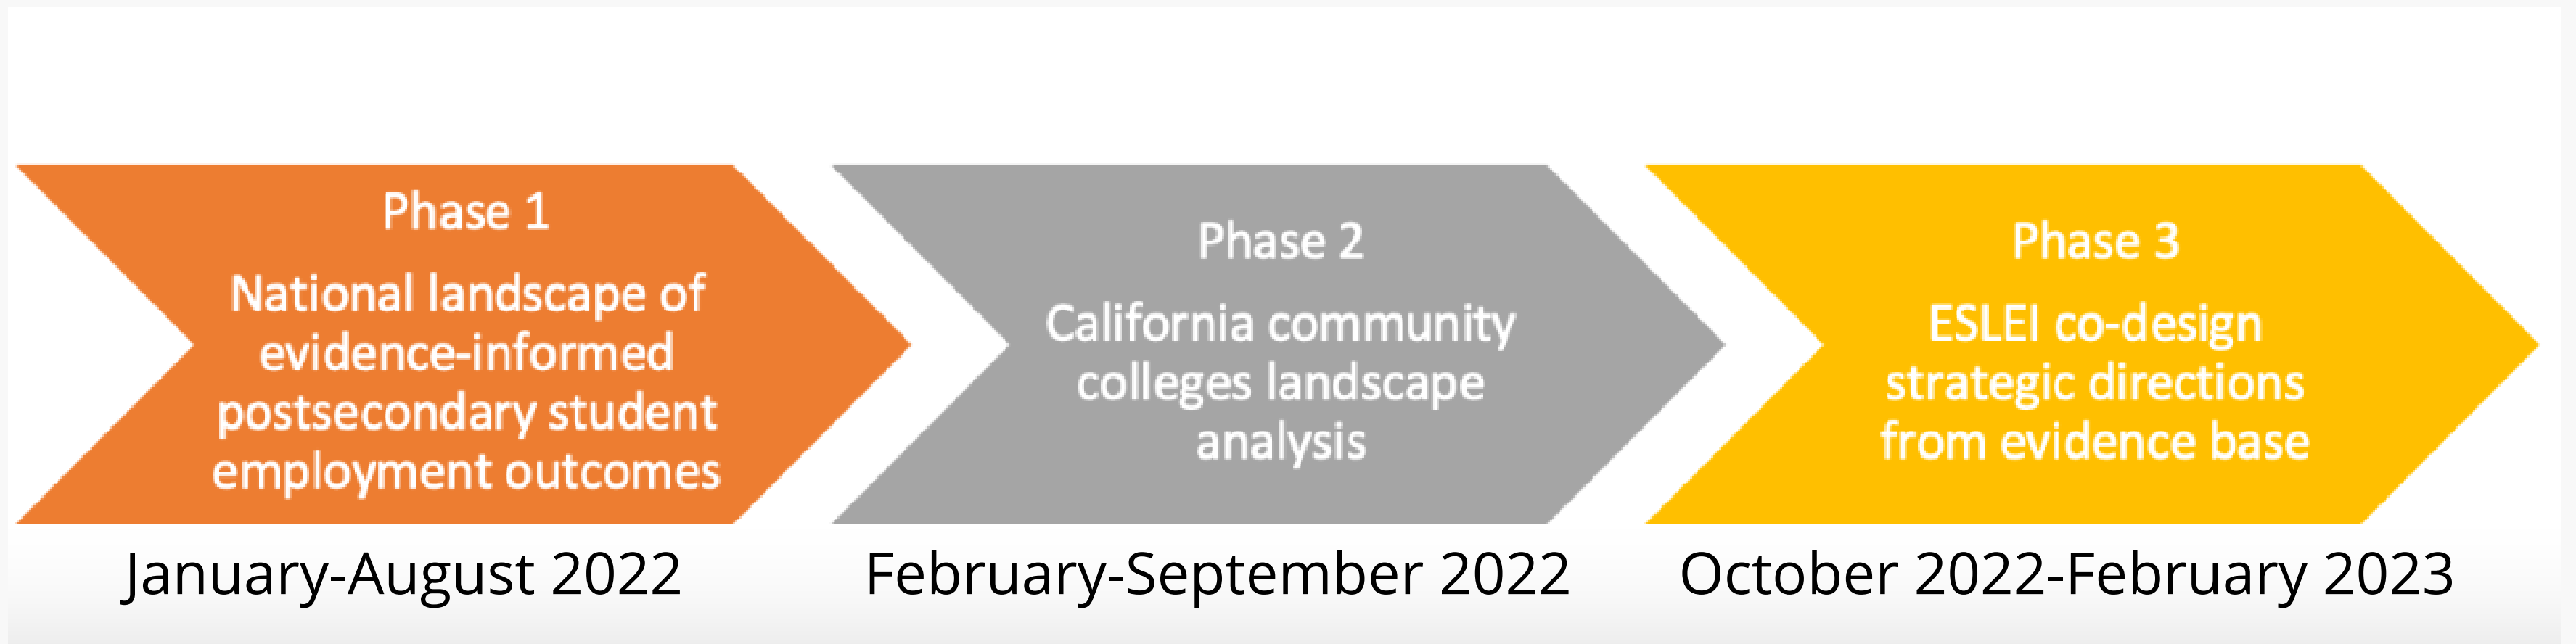 Phase 1
National landscape of
evidence-informed
postsecondary student
employment outcomes
January-August 2022
Phase 2
California community
colleges landscape
analysis
February-September 2022
Phase 3
ESLEI co-design
strategic directions
from evidence base
October 2022-February 2023